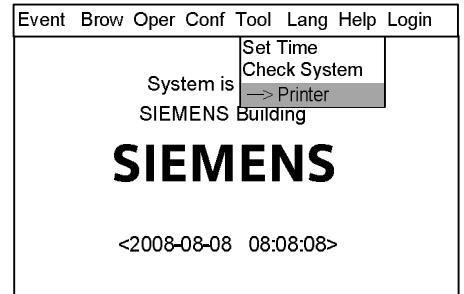 Event Brow Oper Conf Tool Lang Help Login
Set Time
Check System
—> Printer
System is
SIEMENS Building
SIEMENS
<2008-08-08 08:08:08>